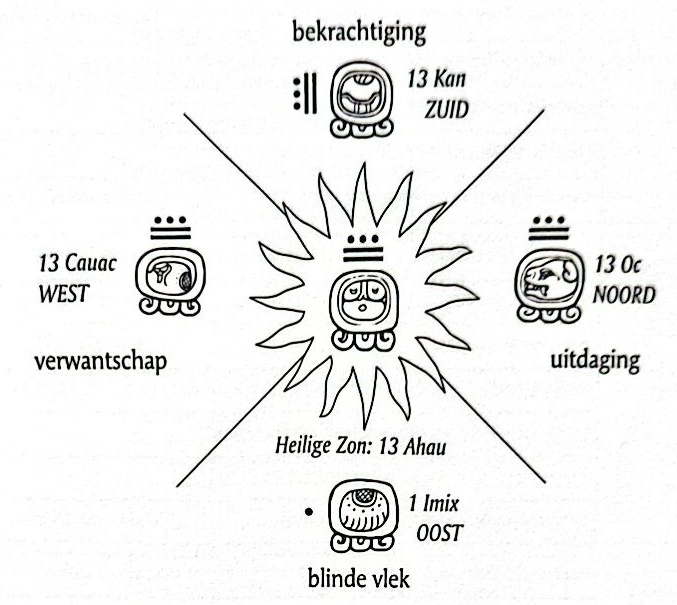 bekrachtiging
13 Kan
ZUID
13 Cauac
WEST
13 Oc
NOORD
verwantschap
uitdaging
Heilige Zon: 13 Ahau
1 Imix
OOST
blinde vlek